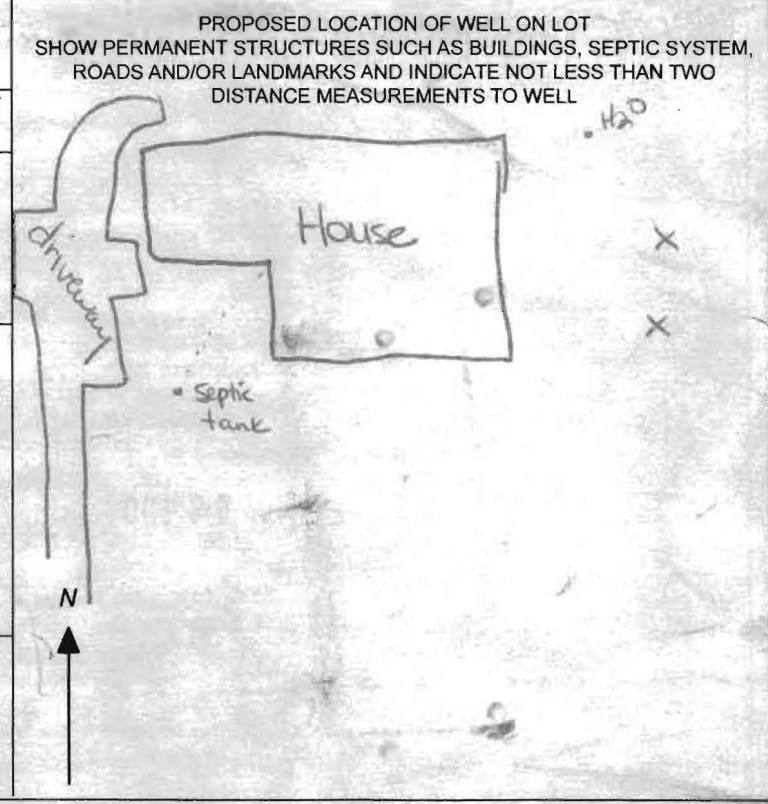 PROPOSED LOCATION OF WELL ON LOT
SHOW PERMANENT STRUCTURES SUCH AS BUILDINGS, SEPTIC SYSTEM,
ROADS AND/OR LANDMARKS AND INDICATE NOT LESS THAN TWO
DISTANCE MEASUREMENTS TO WELL
H2O
House
driveway
X
X
septic
tank
N